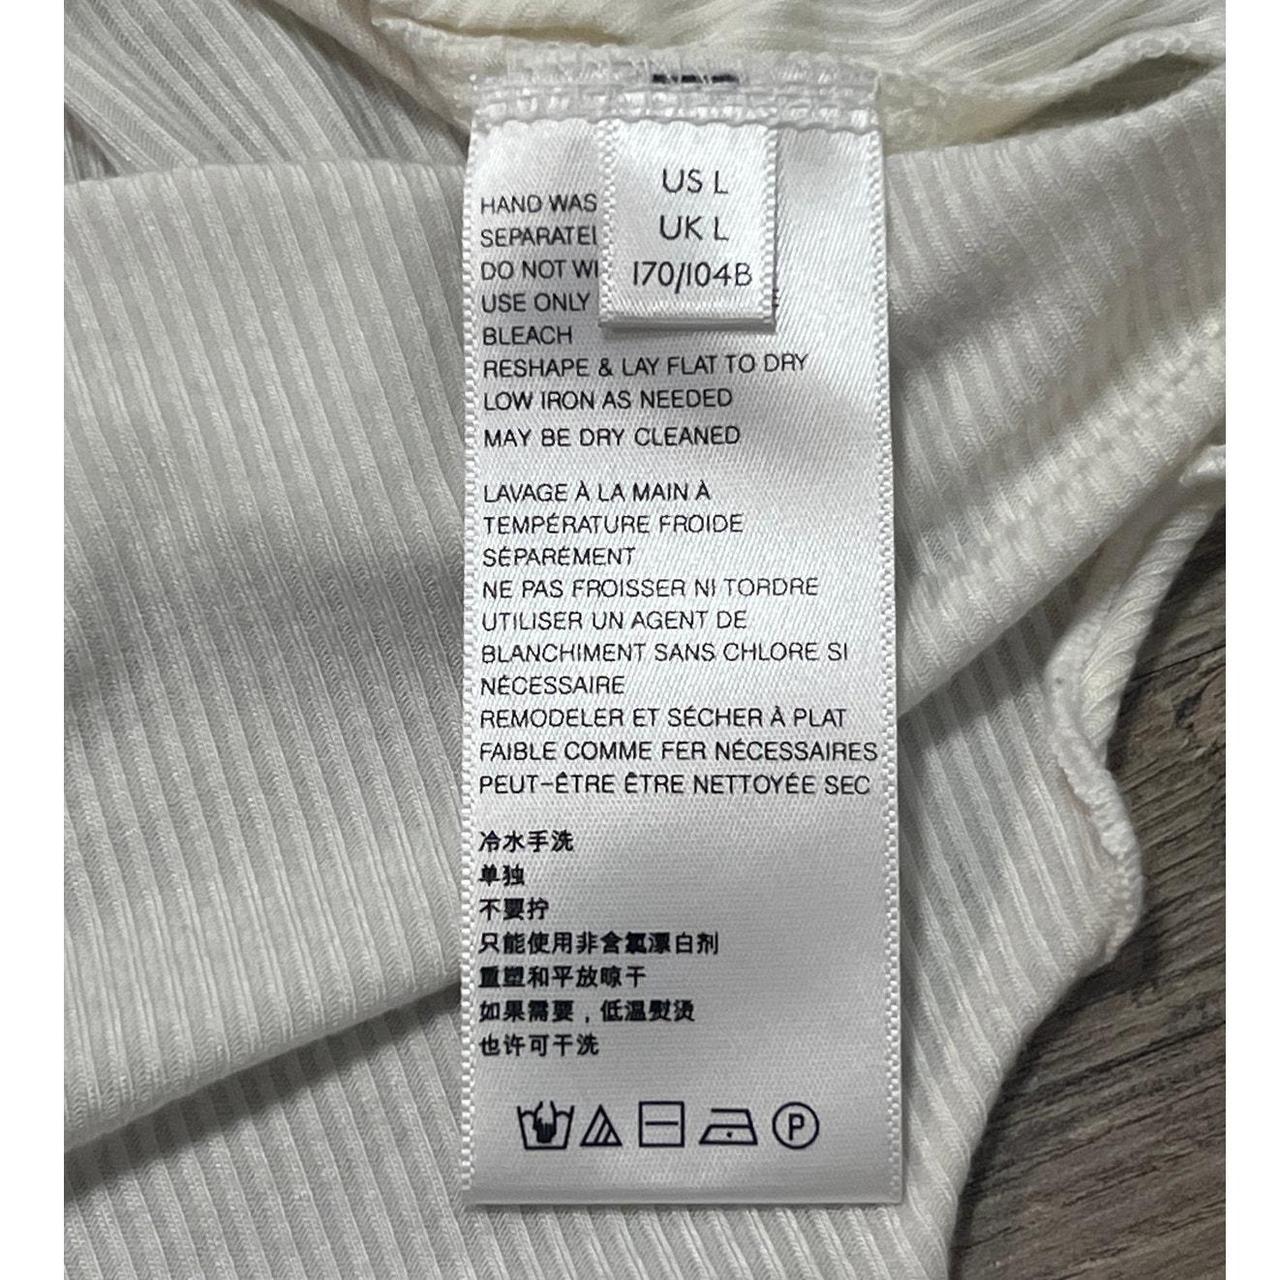 US L
UK L
170/104B
HAND WAS
SEPARATEL
DO NOT WI
USE ONLY
BLEACH
RESHAPE & LAY FLAT TO DRY
LOW IRON AS NEEDED
MAY BE DRY CLEANED
LAVAGE À LA MAIN À
TEMPÉRATURE FROIDE
SÉPARÉMENT
NE PAS FROISSER NI TORDRE
UTILISER UN AGENT DE
BLANCHIMENT SANS CHLORE SI
NÉCESSAIRE
REMODELER ET SÉCHER À PLAT
FAIBLE COMME FER NÉCESSAIRES
PEUT-ÊTRE ÊTRE NETTOYÉE SEC
冷水手洗
单独
不要拧
只能使用非含氯漂白剂
重塑和平放晾干
如果需要，低温熨烫
也许可干洗
P